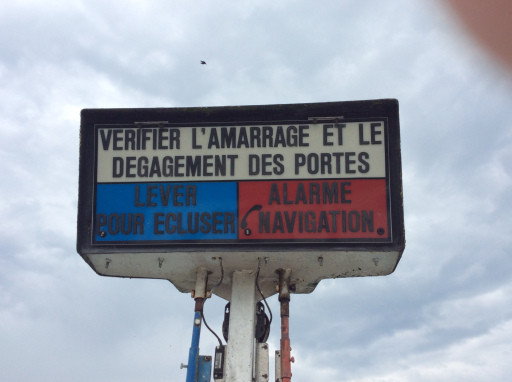 VERIFIER L'AMARRAGE ET LE
DEGAGEMENT DES PORTES
LEVER
POUR ECLUSER
ALARME
NAVIGATION